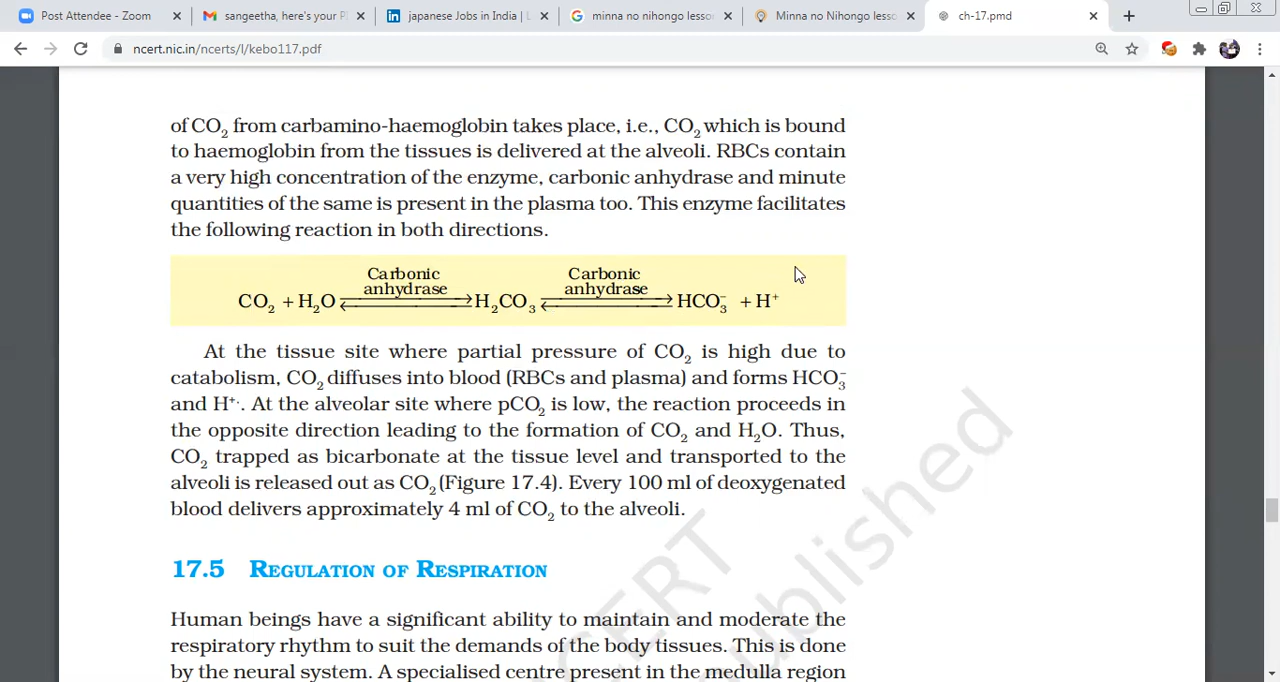 Post Attendee - Zoom
sangeetha, here's your P
japanese Jobs in India | L
minna no nihongo lesso
Minna no Nihongo lesso
ch-17.pmd
ncert.nic.in/ncerts/l/kebo117.pdf
of CO₂ from carbamino-haemoglobin takes place, i.e., CO₂ which is bound
to haemoglobin from the tissues is delivered at the alveoli. RBCs contain
a very high concentration of the enzyme, carbonic anhydrase and minute
quantities of the same is present in the plasma too. This enzyme facilitates
the following reaction in both directions.
Carbonic anhydrase Carbonic anhydrase
CO₂ + H₂O ⇌ H₂CO₃ ⇌ HCO₃⁻ + H⁺
At the tissue site where partial pressure of CO₂ is high due to
catabolism, CO₂ diffuses into blood (RBCs and plasma) and forms HCO₃⁻
and H⁺·. At the alveolar site where pCO₂ is low, the reaction proceeds in
the opposite direction leading to the formation of CO₂ and H₂O. Thus,
CO₂ trapped as bicarbonate at the tissue level and transported to the
alveoli is released out as CO₂ (Figure 17.4). Every 100 ml of deoxygenated
blood delivers approximately 4 ml of CO₂ to the alveoli.
17.5 REGULATION OF RESPIRATION
Human beings have a significant ability to maintain and moderate the
respiratory rhythm to suit the demands of the body tissues. This is done
by the neural system. A specialised centre present in the medulla region